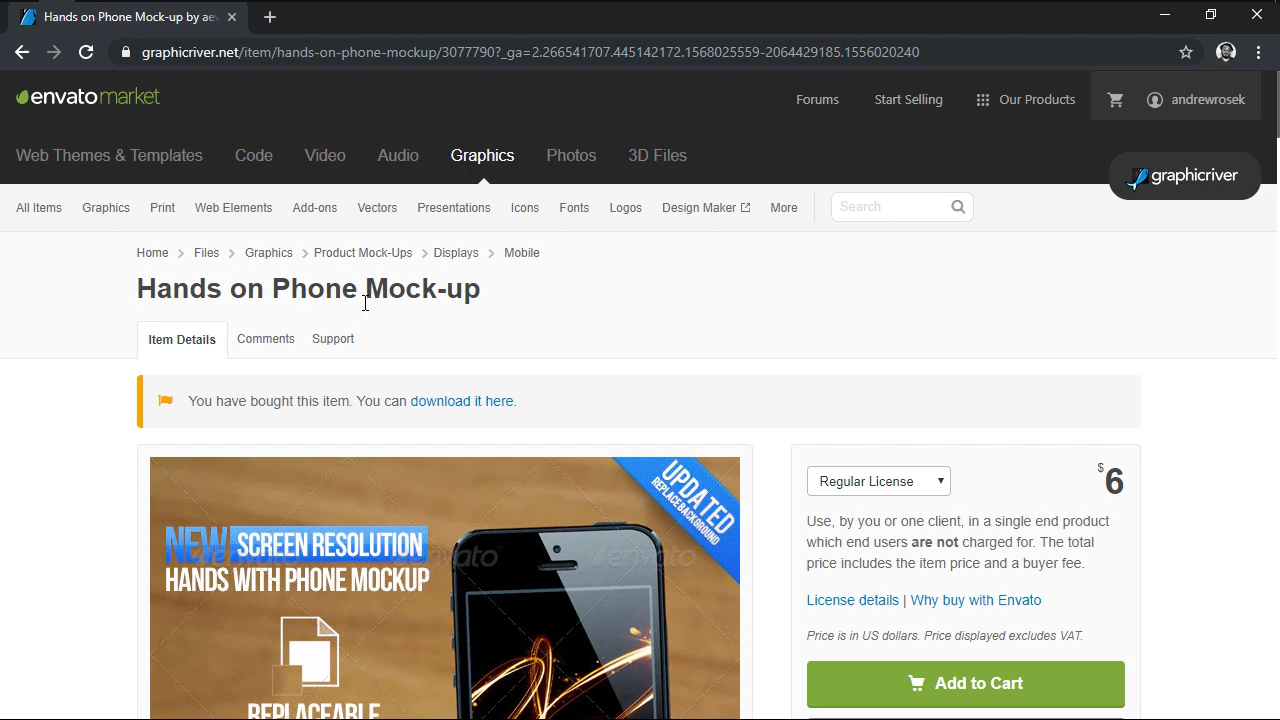 Hands on Phone Mock-up by ae
graphicriver.net/item/hands-on-phone-mockup/3077790?_ga=2.266541707.445142172.1568025559-2064429185.1556020240
envato market
Forums Start Selling Our Products andrewrosek
Web Themes & Templates Code Video Audio Graphics Photos 3D Files
graphicriver
All Items Graphics Print Web Elements Add-ons Vectors Presentations Icons Fonts Logos Design Maker More Search
Home > Files > Graphics > Product Mock-Ups > Displays > Mobile
Hands on Phone Mock-up
Item Details Comments Support
You have bought this item. You can download it here.
UPDATED
REPLACE BACKGROUND
NEW SCREEN RESOLUTION
HANDS WITH PHONE MOCKUP
envato
REPLACEABLE
Regular License $6
Use, by you or one client, in a single end product
which end users are not charged for. The total
price includes the item price and a buyer fee.
License details | Why buy with Envato
Price is in US dollars. Price displayed excludes VAT.
Add to Cart